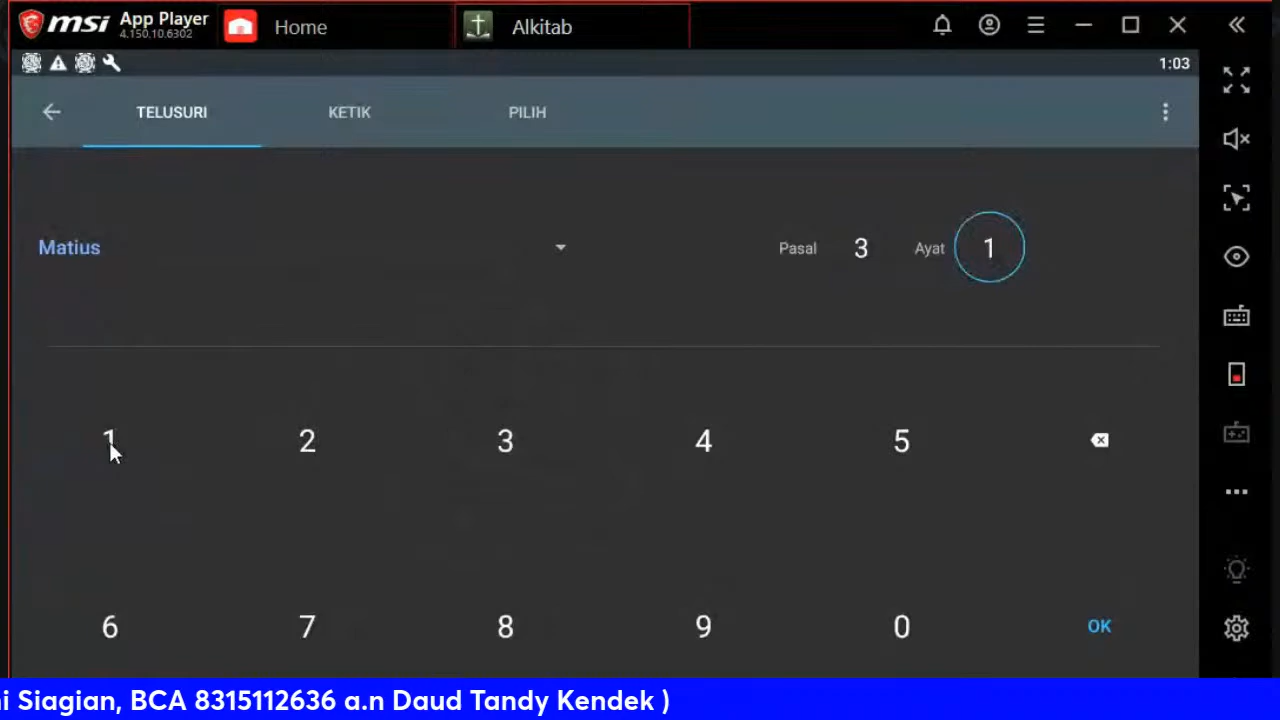 msi App Player
4.150.10.6302
Home
Alkitab
1:03
TELUSURI
KETIK
PILIH
Matius
Pasal 3 Ayat 1
1 2 3 4 5
6 7 8 9 0 OK
Siagian, BCA 8315112636 a.n Daud Tandy Kendek )